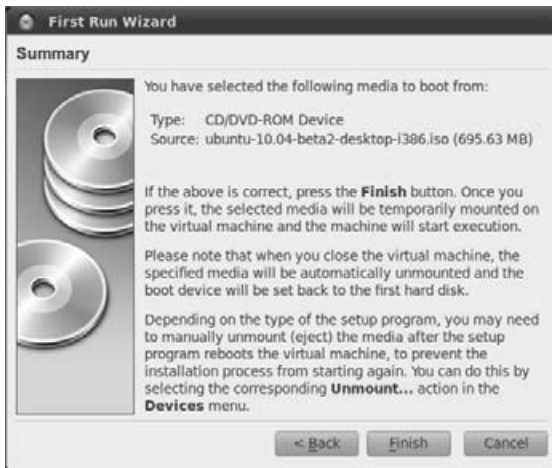 First Run Wizard
Summary
You have selected the following media to boot from:
Type: CD/DVD-ROM Device
Source: ubuntu-10.04-beta2-desktop-i386.iso (695.63 MB)
If the above is correct, press the Finish button. Once you
press it, the selected media will be temporarily mounted on
the virtual machine and the machine will start execution.
Please note that when you close the virtual machine, the
specified media will be automatically unmounted and the
boot device will be set back to the first hard disk.
Depending on the type of the setup program, you may need
to manually unmount (eject) the media after the setup
program reboots the virtual machine, to prevent the
installation process from starting again. You can do this by
selecting the corresponding Unmount... action in the
Devices menu.
< Back Finish Cancel